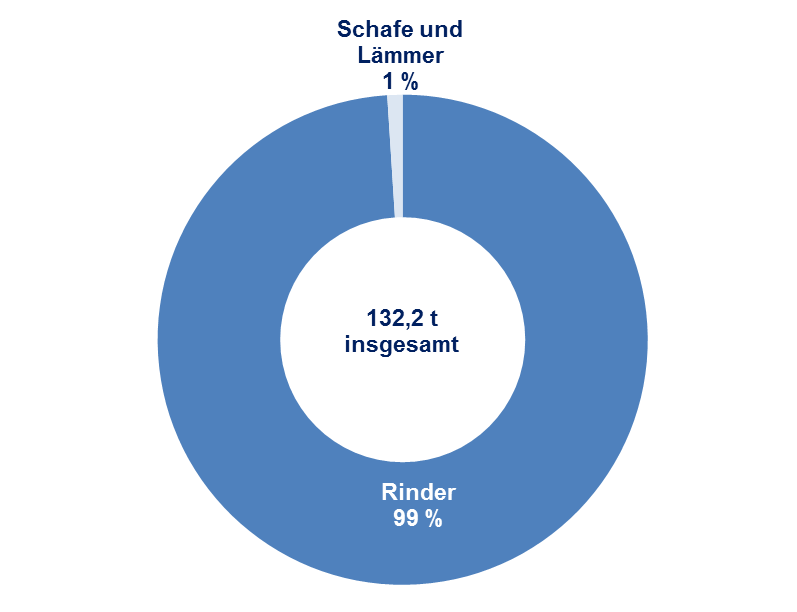 Schafe und
Lämmer
1 %
132,2 t
insgesamt
Rinder
99 %